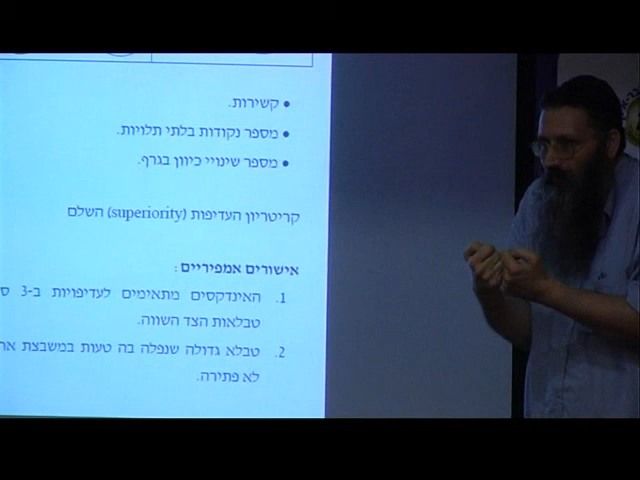 • קשירות.
• מספר נקודות בלתי תלויות.
• מספר שינויי כיוון בגרף.
קריטריון העדיפות (superiority) השלם
אישורים אמפיריים:
1. האינדקסים מתאימים לעדיפויות ב-3 ס
טבלאות הצד השווה.
2. טבלא גדולה שנפלה בה טעות במשבצת
לא פתירה.